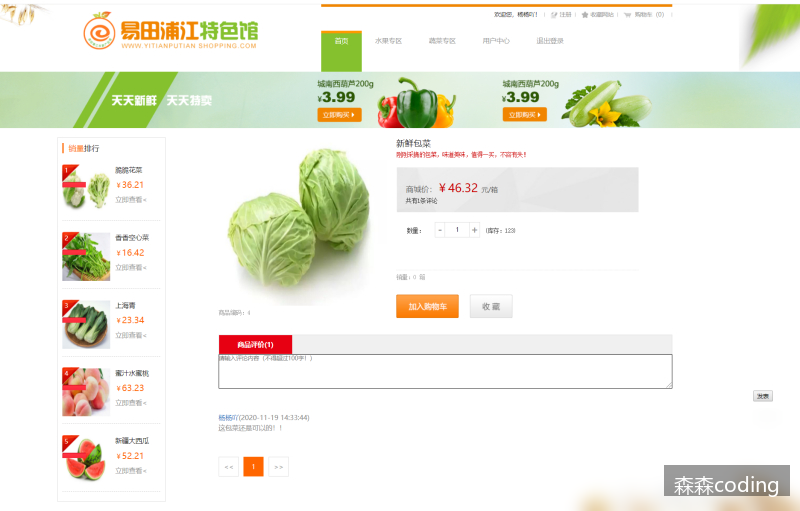 易田浦江特色馆
WWW.YITIANPUTIAN SHOPPING.COM
欢迎您，杨杨吖！ | 注册 | 收藏网站 | 购物车（0） |
首页 水果专区 蔬菜专区 用户中心 退出登录
天天新鲜 天天特卖
城南西葫芦200g
¥3.99
立即购买
城南西葫芦200g
¥3.99
立即购买
销量排行
1
脆脆花菜
¥36.21
立即查看<
2
香香空心菜
¥16.42
立即查看<
3
上海青
¥23.34
立即查看<
4
蜜汁水蜜桃
¥63.23
立即查看<
5
新疆大西瓜
¥52.21
立即查看<
新鲜包菜
刚刚采摘的包菜，味道美味，值得一买，不容有失！
商城价：¥46.32 元/箱
共有1条评论
数量： - 1 + (库存：123)
销量：0 箱
加入购物车 收 藏
商品编码：4
商品评价(1)
请输入评论内容（不得超过100字！）
发表
杨杨吖(2020-11-19 14:33:44)
这包菜还是可以的！！
<< 1 >>
森森coding